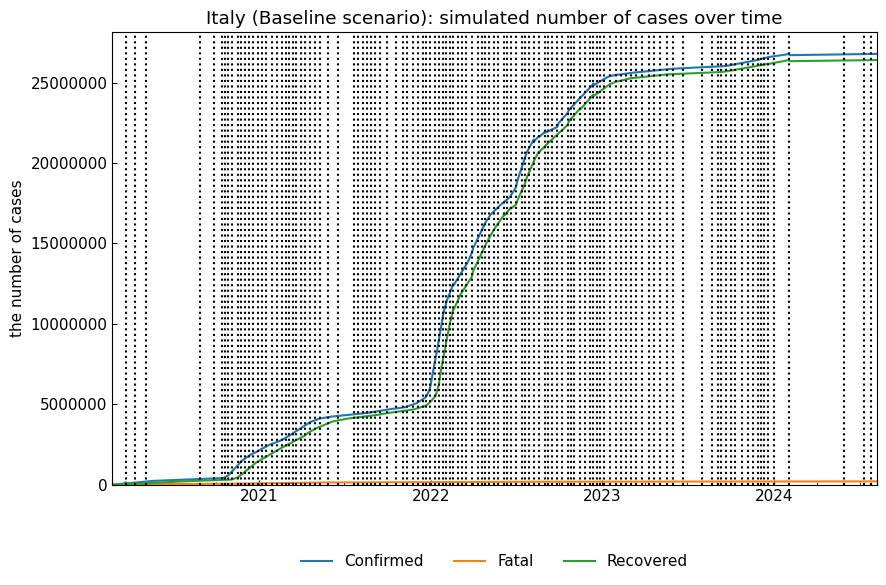 Italy (Baseline scenario): simulated number of cases over time
the number of cases
25000000
20000000
15000000
10000000
5000000
0
2021 2022 2023 2024
Confirmed Fatal Recovered